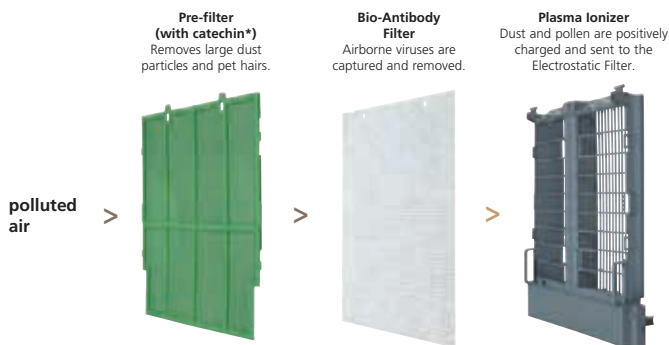 Pre-filter
(with catechin*)
Removes large dust
particles and pet hairs.
Bio-Antibody
Filter
Airborne viruses are
captured and removed.
Plasma Ionizer
Dust and pollen are positively
charged and sent to the
Electrostatic Filter.
polluted
air
>
>
>